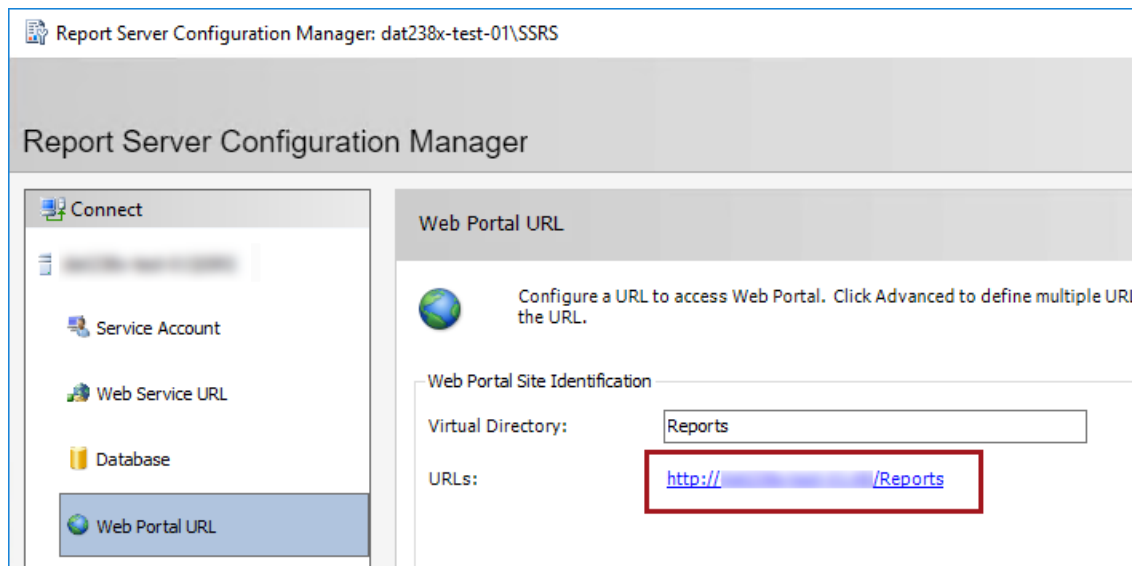 Report Server Configuration Manager: dat238x-test-01\SSRS
Report Server Configuration Manager
Connect
Service Account
Web Service URL
Database
Web Portal URL
Web Portal URL
Configure a URL to access Web Portal. Click Advanced to define multiple URL
the URL.
Web Portal Site Identification
Virtual Directory: Reports
URLs: http:// /Reports